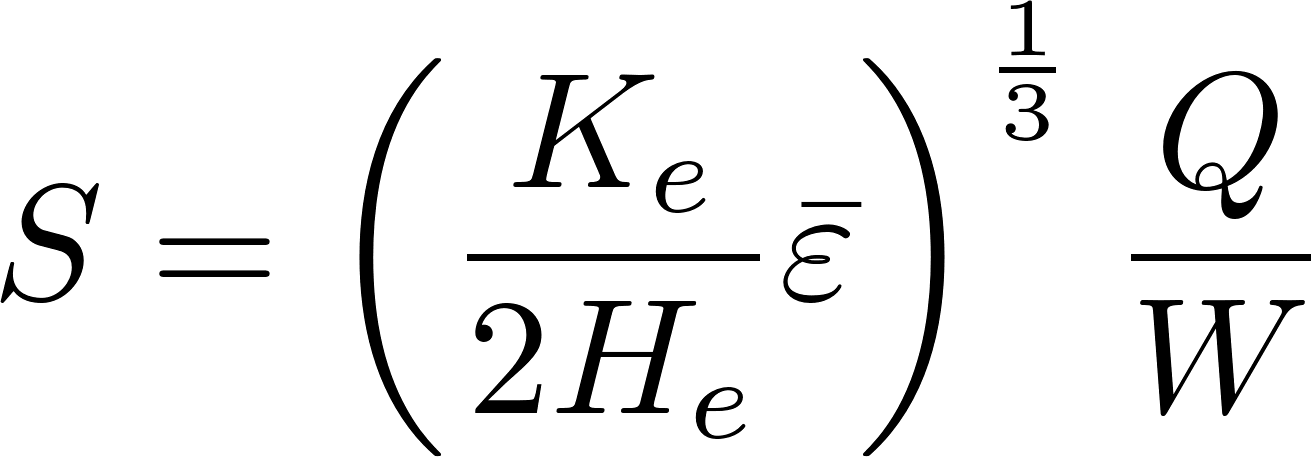 S = \left( \frac{K_e}{2H_e} \bar{\varepsilon} \right)^{\frac{1}{3}} \frac{Q}{W}